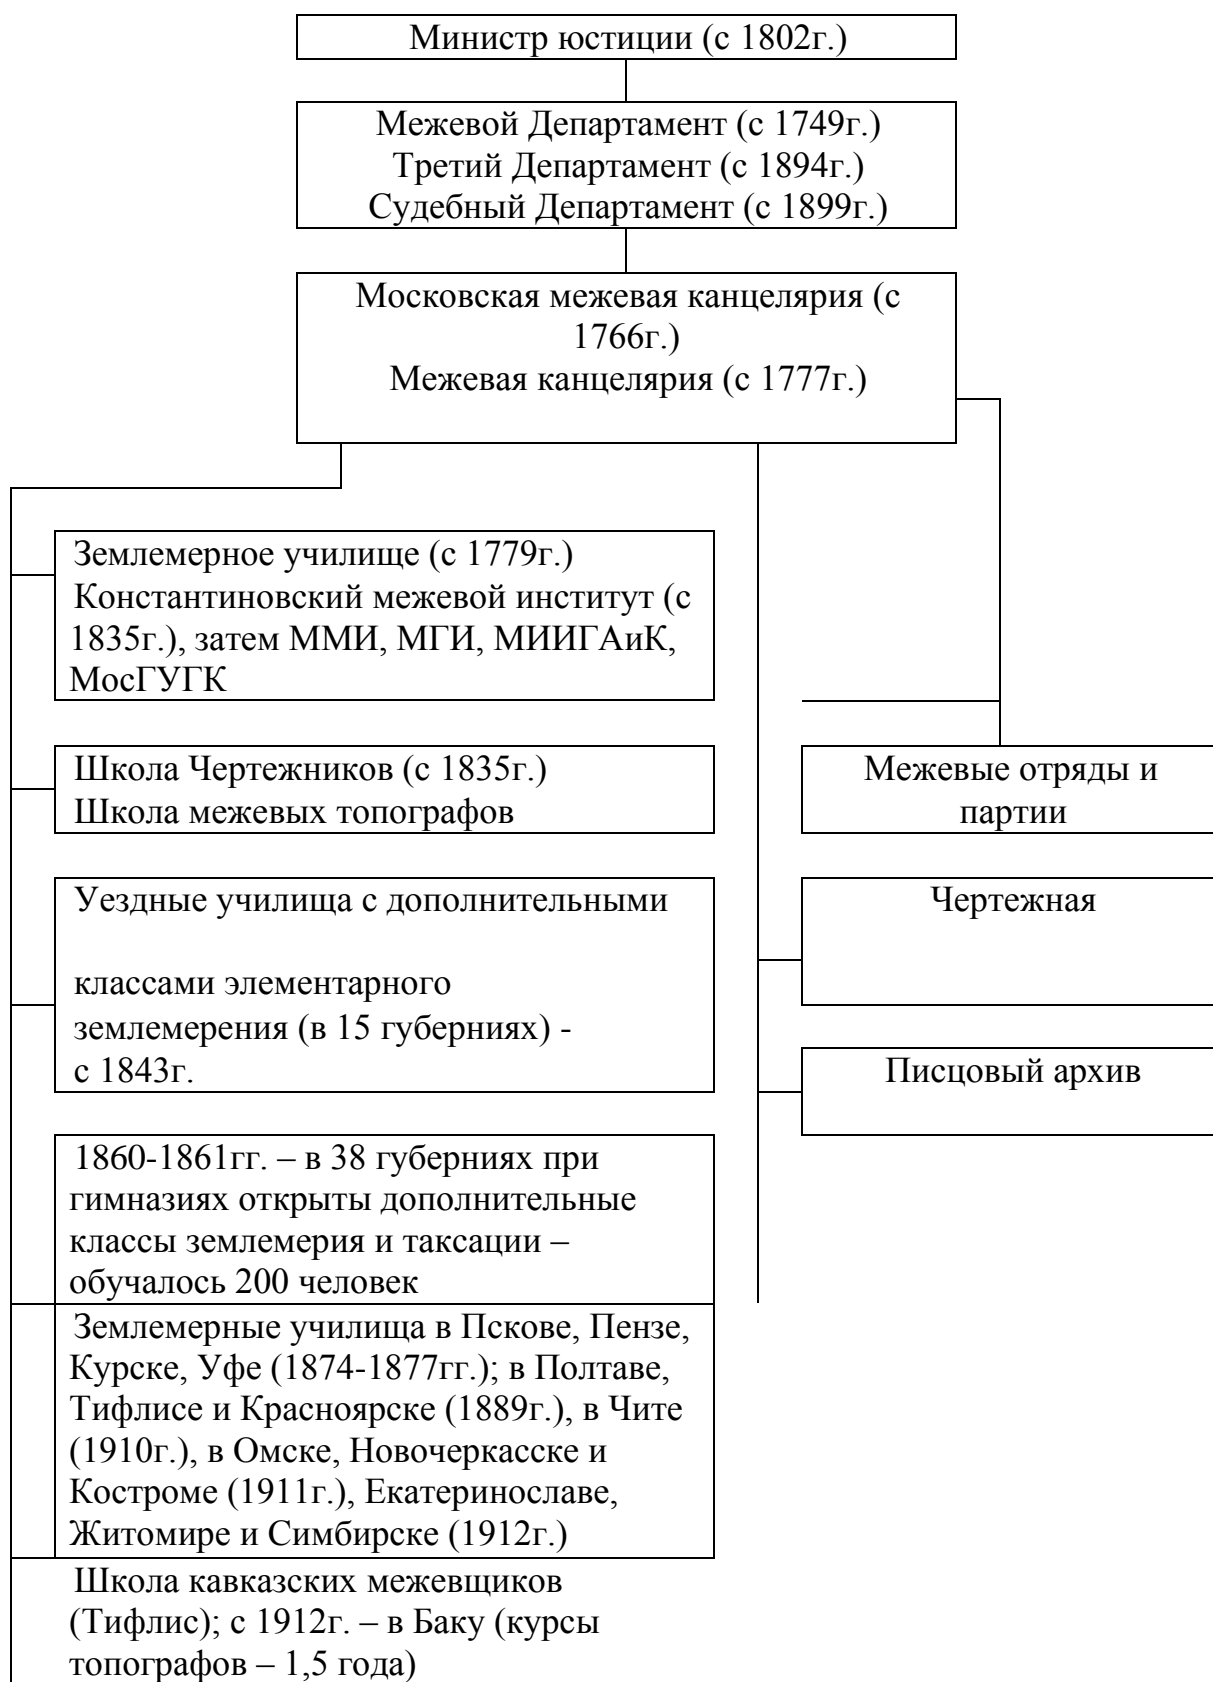 Министр юстиции (с 1802г.)
Межевой Департамент (с 1749г.)
Третий Департамент (с 1894г.)
Судебный Департамент (с 1899г.)
Московская межевая канцелярия (с
1766г.)
Межевая канцелярия (с 1777г.)
Землемерное училище (с 1779г.)
Константиновский межевой институт (с
1835г.), затем ММИ, МГИ, МИИГАиК,
МосГУГК
Школа Чертежников (с 1835г.)
Школа межевых топографов
Уездные училища с дополнительными
классами элементарного
землемерения (в 15 губерниях) -
с 1843г.
1860-1861гг. – в 38 губерниях при
гимназиях открыты дополнительные
классы землемерия и таксации –
обучалось 200 человек
Землемерные училища в Пскове, Пензе,
Курске, Уфе (1874-1877гг.); в Полтаве,
Тифлисе и Красноярске (1889г.), в Чите
(1910г.), в Омске, Новочеркасске и
Костроме (1911г.), Екатеринославе,
Житомире и Симбирске (1912г.)
Школа кавказских межевщиков
(Тифлис); с 1912г. – в Баку (курсы
топографов – 1,5 года)
Межевые отряды и
партии
Чертежная
Писцовый архив